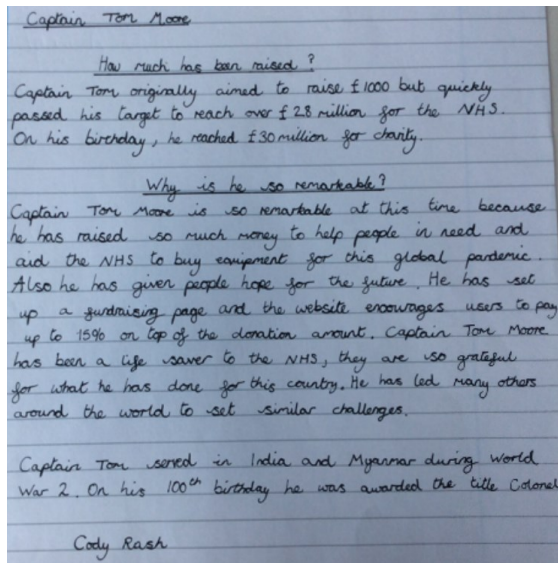 Captain Tom Moore
How much has been raised?
Captain Tom originally aimed to raise £1000 but quickly
passed his target to reach over £28 million for the NHS.
On his birthday, he reached £30 million for charity.
Why is he so remarkable?
Captain Tom Moore is so remarkable at this time because
he has raised so much money to help people in need and
aid the NHS to buy equipment for this global pandemic.
Also he has given people hope for the future. He has set
up a fundraising page and the website encourages users to pay
up to 15% on top of the donation amount. Captain Tom Moore
has been a life saver to the NHS, they are so grateful
for what he has done for this country. He has led many others
around the world to set similar challenges.
Captain Tom served in India and Myanmar during World
War 2. On his 100th birthday he was awarded the title Colonel
Cody Rash